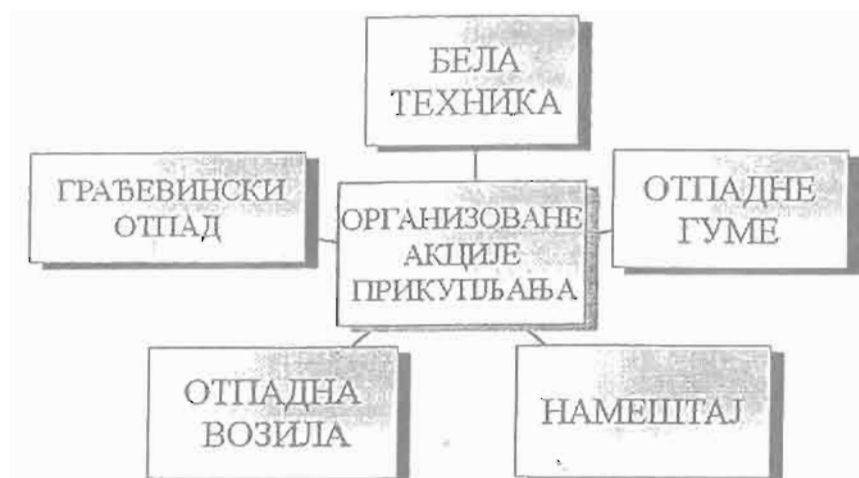 БЕЛА
ТЕХНИКА
ГРАЂЕВИНСКИ
ОТПАД
ОРГАНИЗОВАНЕ
АКЦИЈЕ
ПРИКУПЉАЊА
ОТПАДНЕ
ГУМЕ
ОТПАДНА
ВОЗИЛА
НАМЕШТАЈ